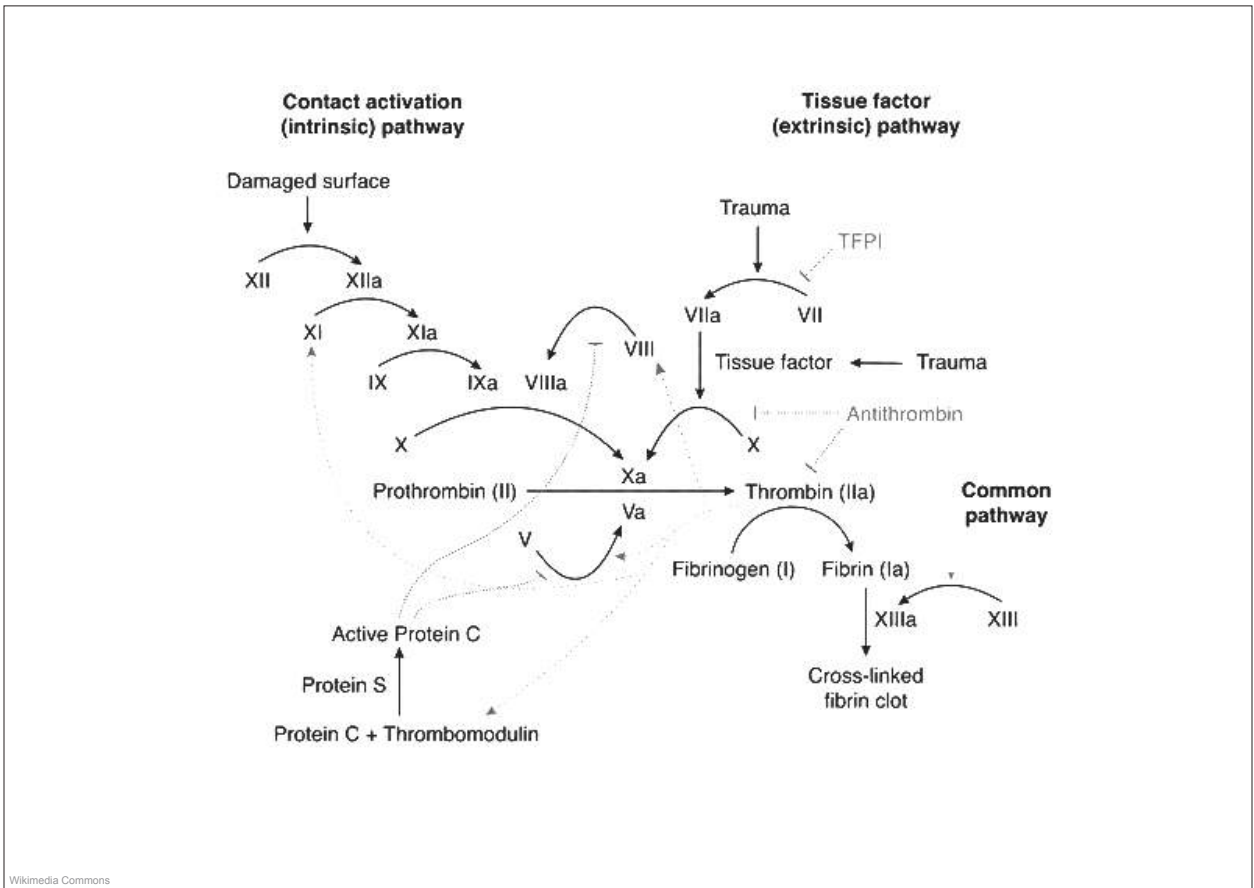 Contact activation
(intrinsic) pathway
Tissue factor
(extrinsic) pathway
Damaged surface
Trauma
TFPI
XII
XIIa
VIIa
VII
XI
XIa
VIII
Tissue factor
Trauma
IX
IXa
VIIIa
Antithrombin
X
X
Xa
Prothrombin (II)
Thrombin (IIa)
Common
pathway
Va
V
Fibrinogen (I)
Fibrin (Ia)
XIIIa
XIII
Active Protein C
Cross-linked
fibrin clot
Protein S
Protein C + Thrombomodulin
Wikimedia Commons